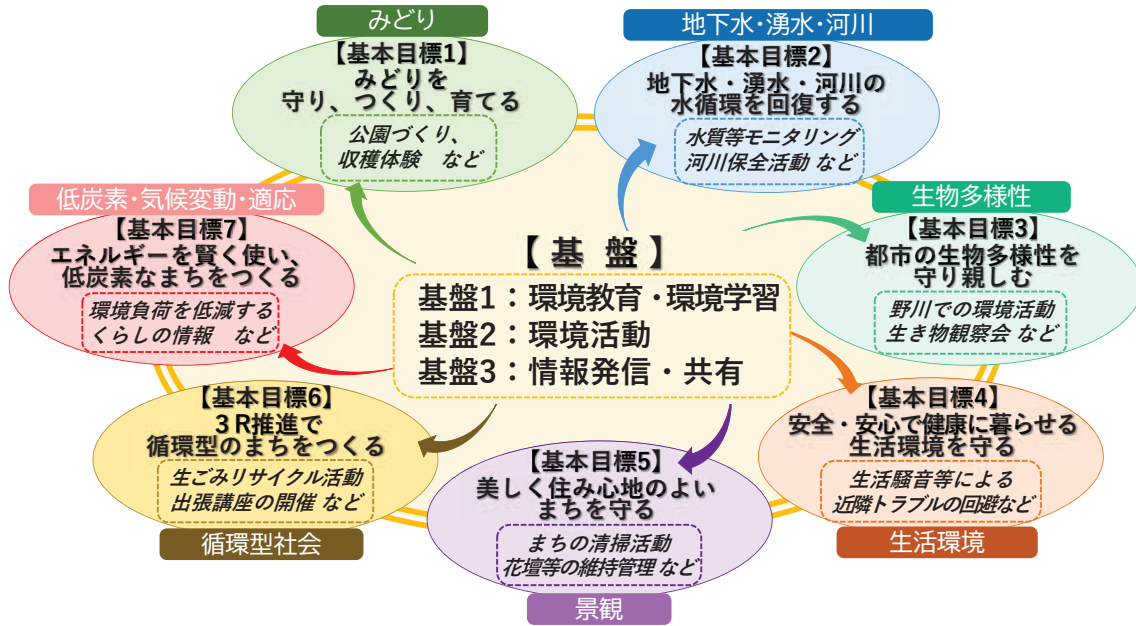 みどり
【基本目標1】
みどりを
守り、つくり、育てる
公園づくり、
収穫体験　など
地下水・湧水・河川
【基本目標2】
地下水・湧水・河川の
水循環を回復する
水質等モニタリング
河川保全活動 など
生物多様性
【基本目標3】
都市の生物多様性を
守り親しむ
野川での環境活動
生き物観察会 など
【基本目標4】
安全・安心で健康に暮らせる
生活環境を守る
生活騒音等による
近隣トラブルの回避など
生活環境
【基本目標5】
美しく住み心地のよい
まちを守る
まちの清掃活動
花壇等の維持管理 など
景観
【基本目標6】
３R推進で
循環型のまちをつくる
生ごみリサイクル活動
出張講座の開催 など
循環型社会
低炭素・気候変動・適応
【基本目標7】
エネルギーを賢く使い、
低炭素なまちをつくる
環境負荷を低減する
くらしの情報　など
【 基 盤 】
基盤1：環境教育・環境学習
基盤2：環境活動
基盤3：情報発信・共有